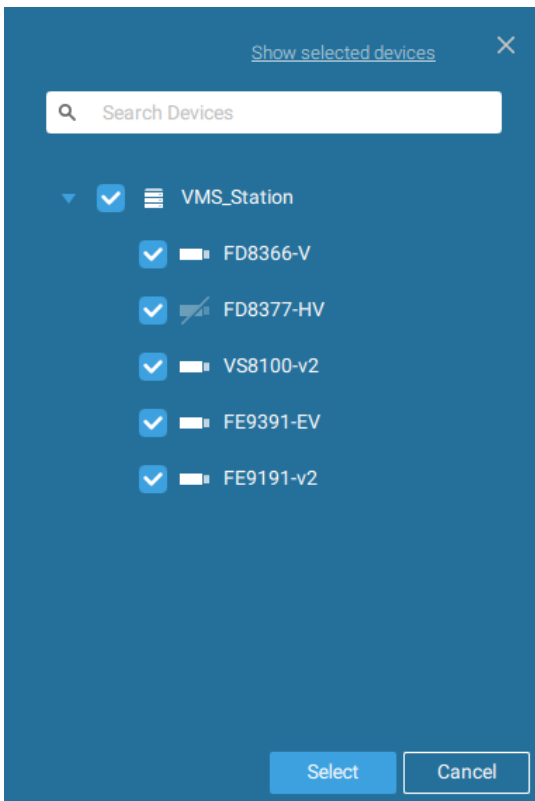 Show selected devices
Search Devices
VMS_Station
FD8366-V
FD8377-HV
VS8100-v2
FE9391-EV
FE9191-v2
Select Cancel